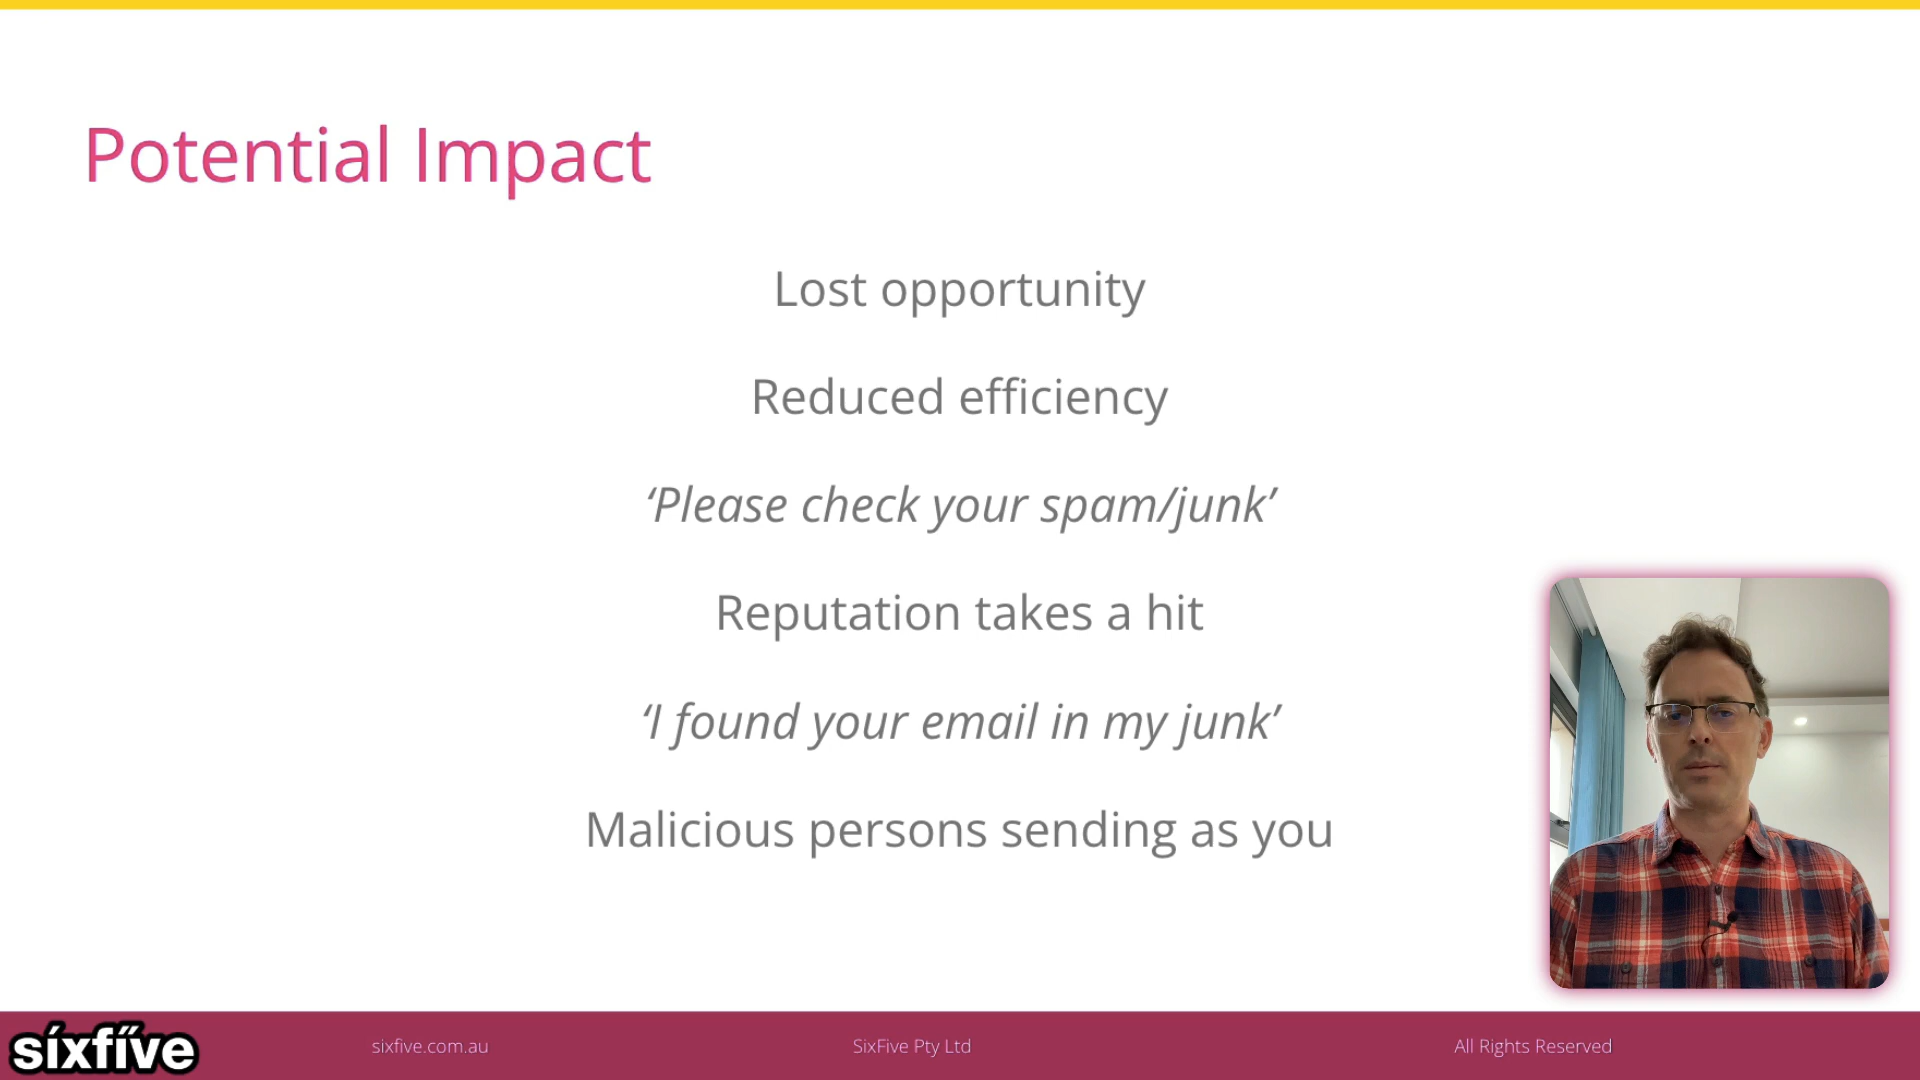 Potential Impact
Lost opportunity
Reduced efficiency
‘Please check your spam/junk’
Reputation takes a hit
‘I found your email in my junk’
Malicious persons sending as you
síxfív̋e
sixfive.com.au
SixFive Pty Ltd
All Rights Reserved